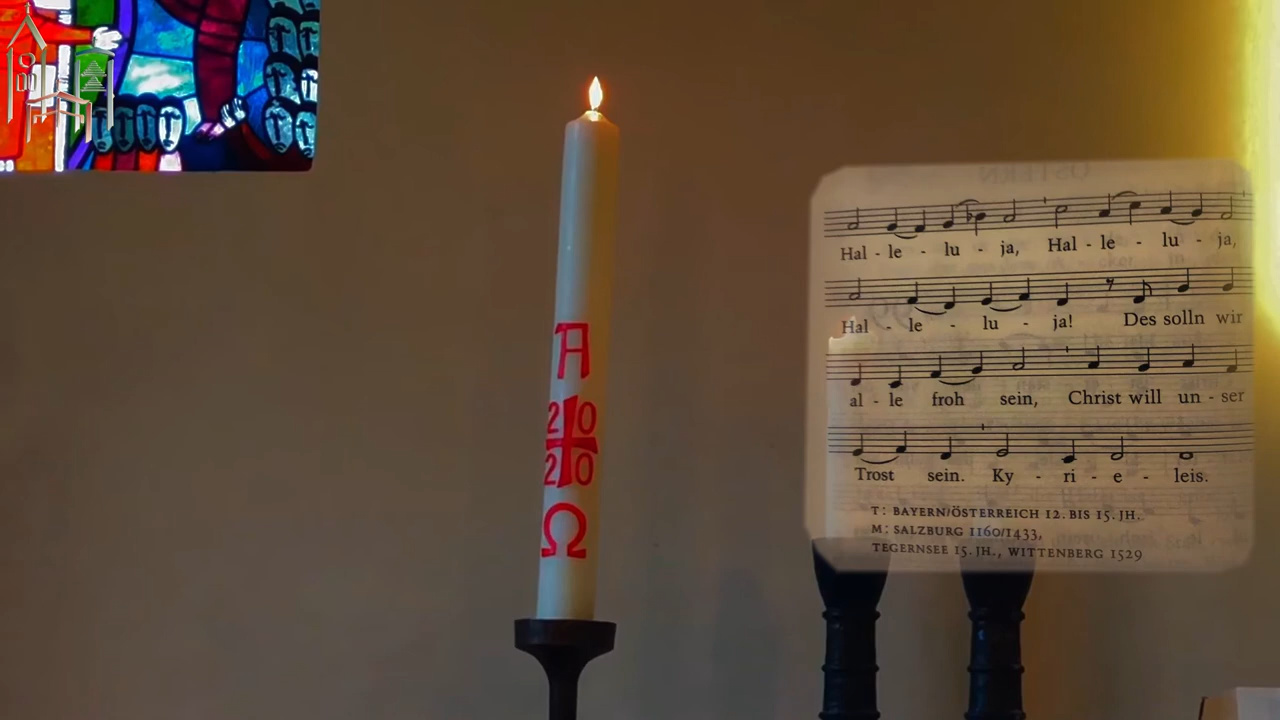 A
20
20
Ω
Hal - le - lu - ja, Hal - le - lu - ja,
Hal - le - lu - ja! Des solln wir
al - le froh sein, Christ will un - ser
Trost sein. Ky - ri - e - leis.
T: BAYERN/ÖSTERREICH 12. BIS 15. JH.
M: SALZBURG 1160/1433,
TEGERNSEE 15. JH., WITTENBERG 1529